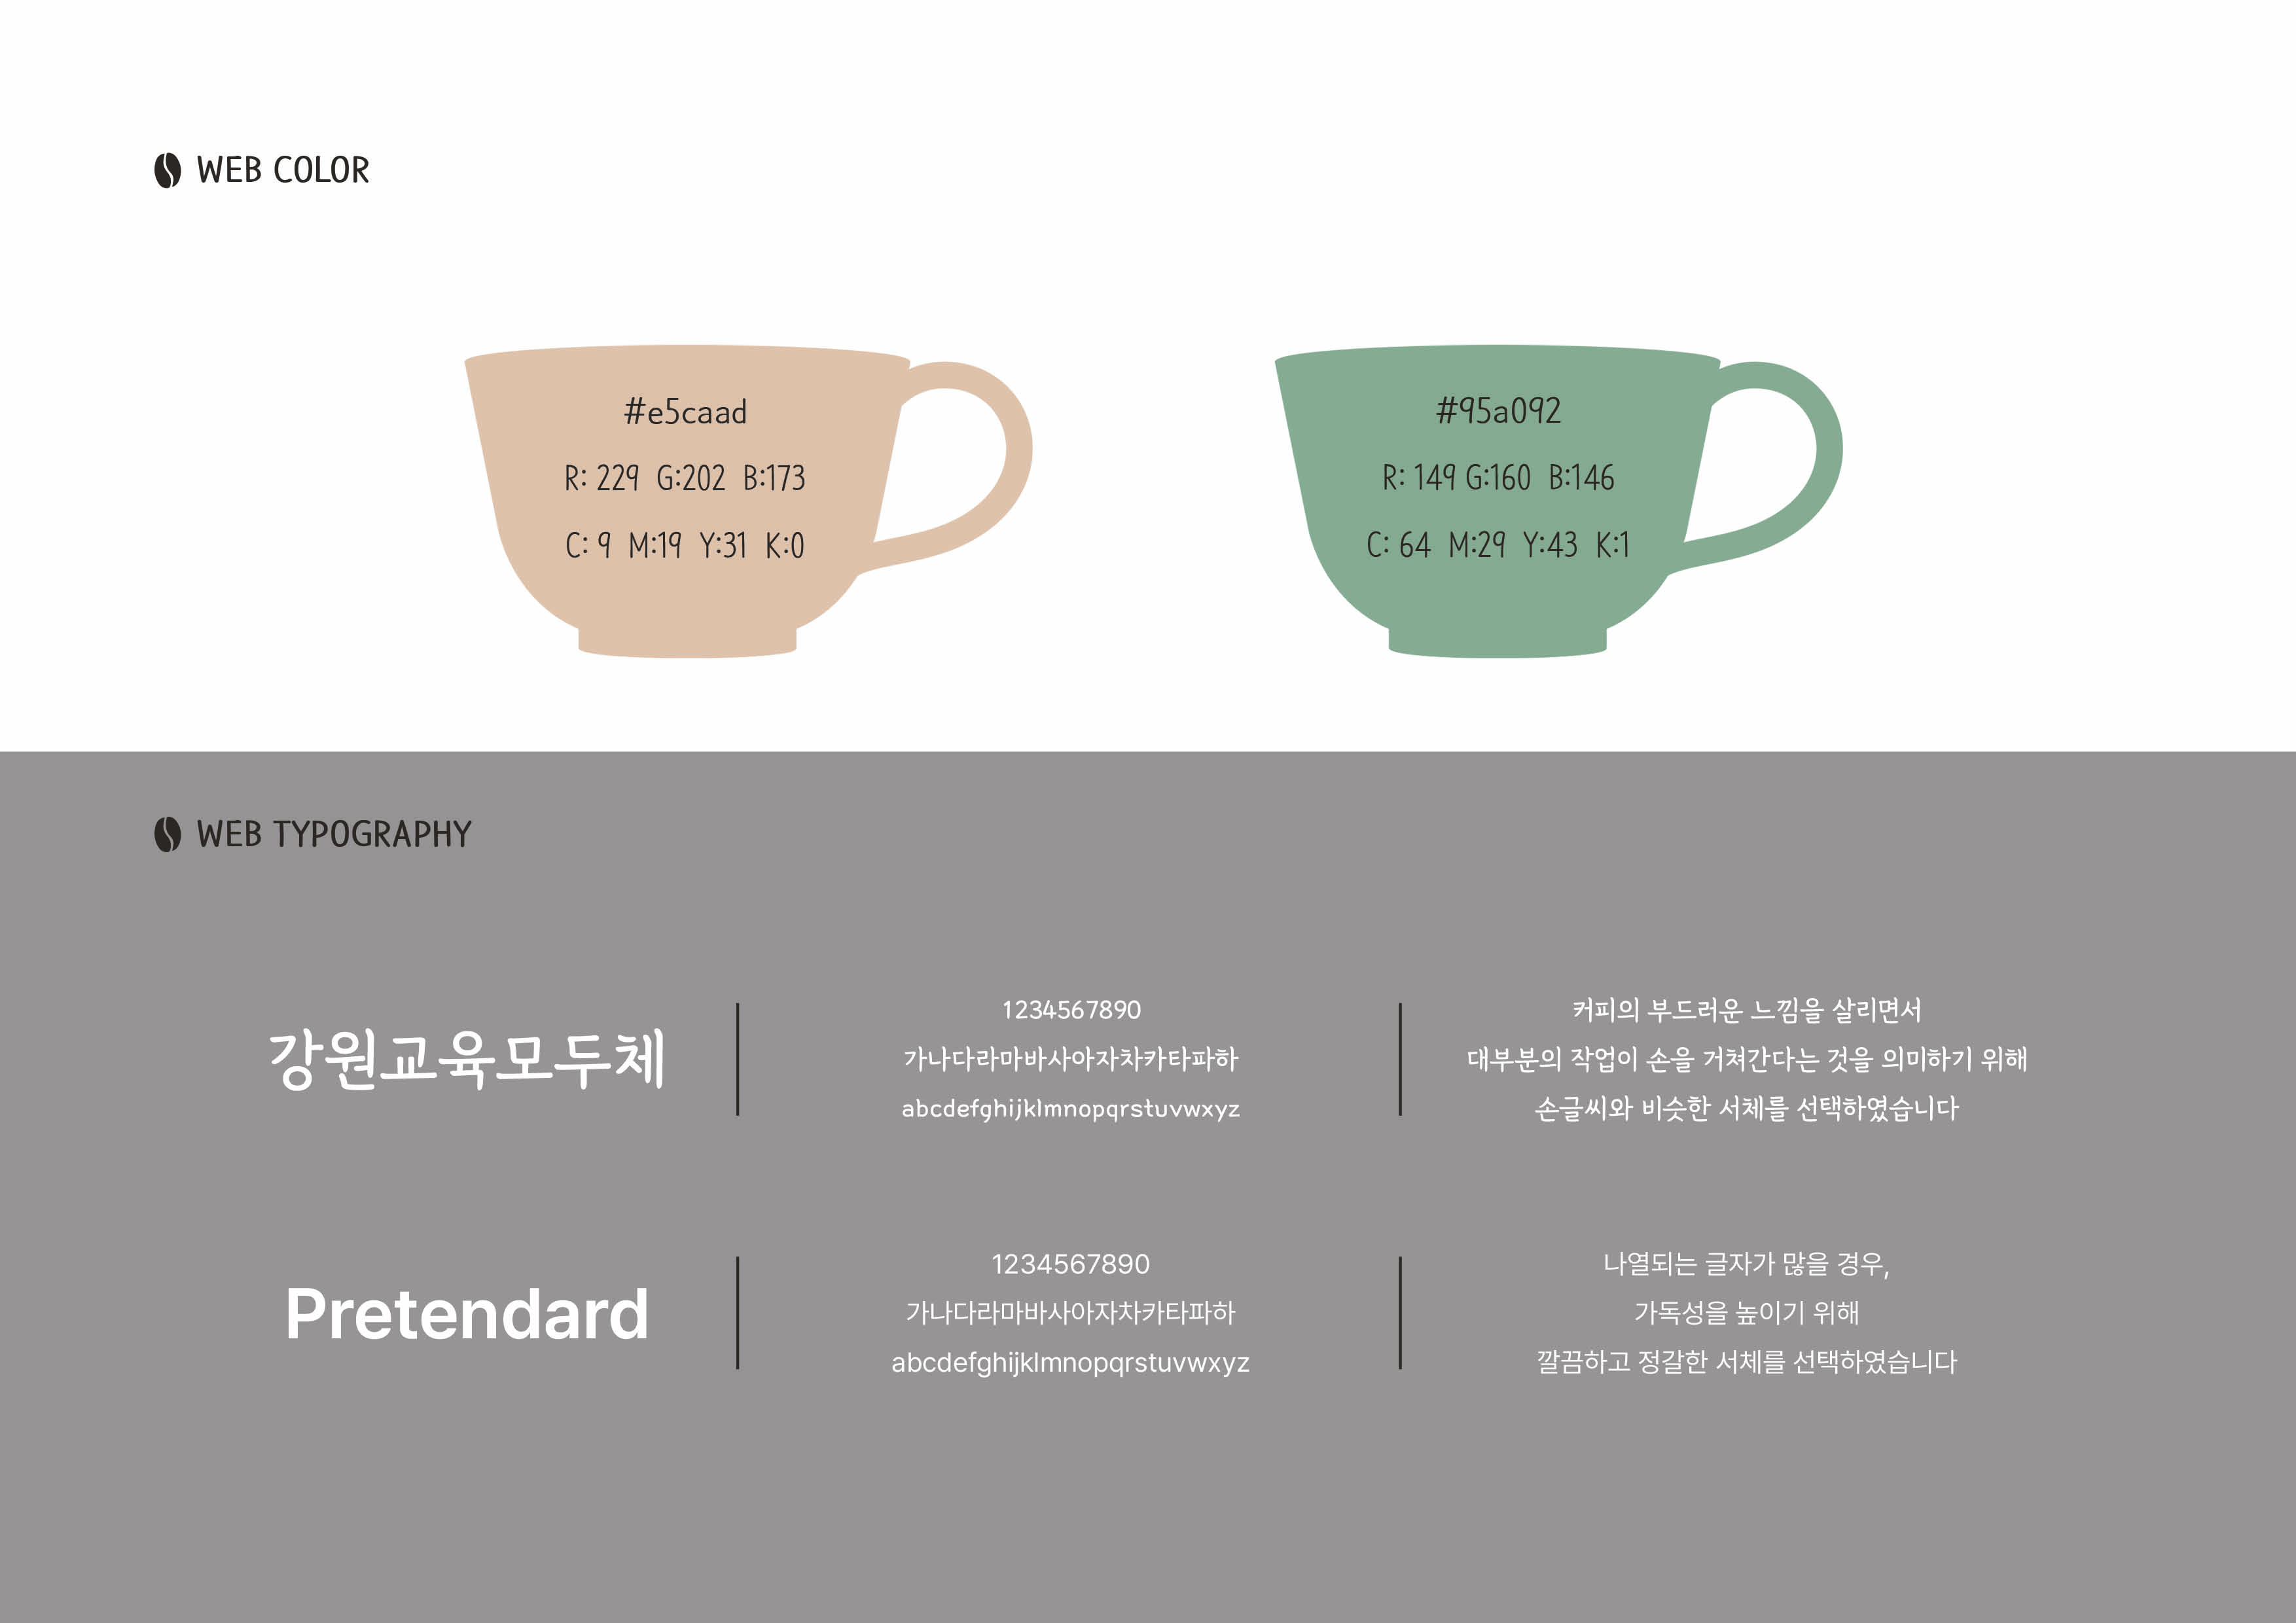 WEB COLOR
#e5caad
R: 229 G:202 B:173
C: 9 M:19 Y:31 K:0
#95a092
R: 149 G:160 B:146
C: 64 M:29 Y:43 K:1
WEB TYPOGRAPHY
강원교육모두체
1234567890
가나다라마바사아자차카타파하
abcdefghijklmnopqrstuvwxyz
커피의 부드러운 느낌을 살리면서
대부분의 작업이 손을 거쳐간다는 것을 의미하기 위해
손글씨와 비슷한 서체를 선택하였습니다
Pretendard
1234567890
가나다라마바사아자차카타파하
abcdefghijklmnopqrstuvwxyz
나열되는 글자가 많을 경우,
가독성을 높이기 위해
깔끔하고 정갈한 서체를 선택하였습니다